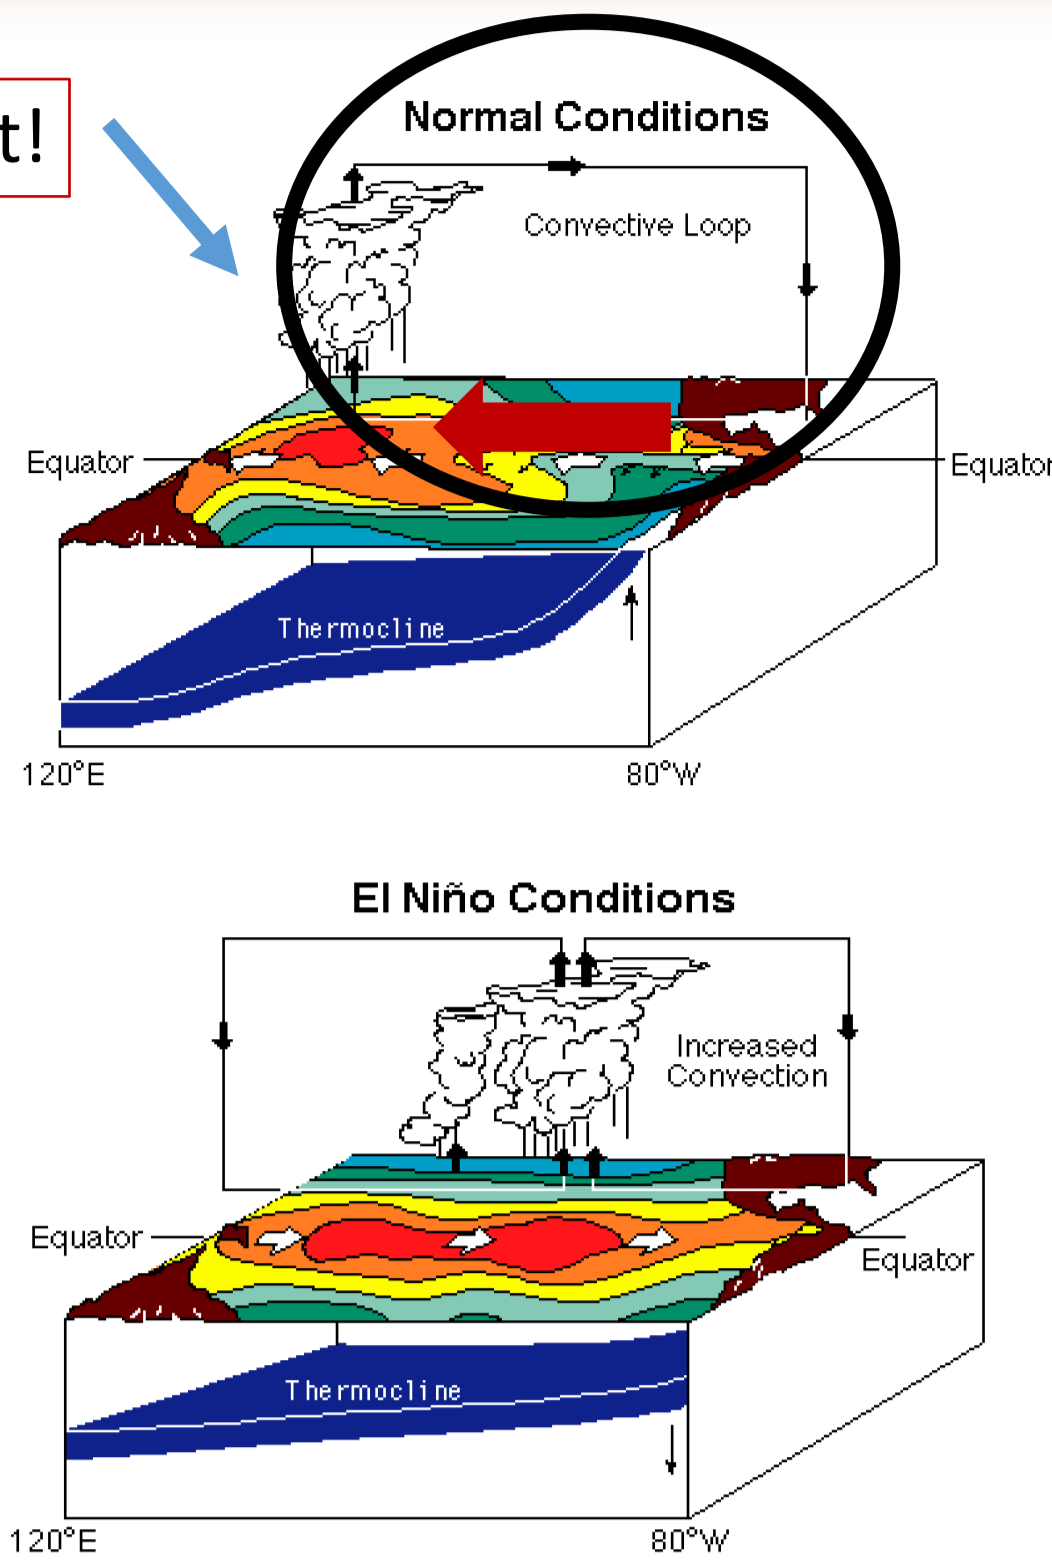 t!
Normal Conditions
Convective Loop
Equator
Equator
Thermocline
120°E
80°W
El Niño Conditions
Increased
Convection
Equator
Equator
Thermocline
120°E
80°W